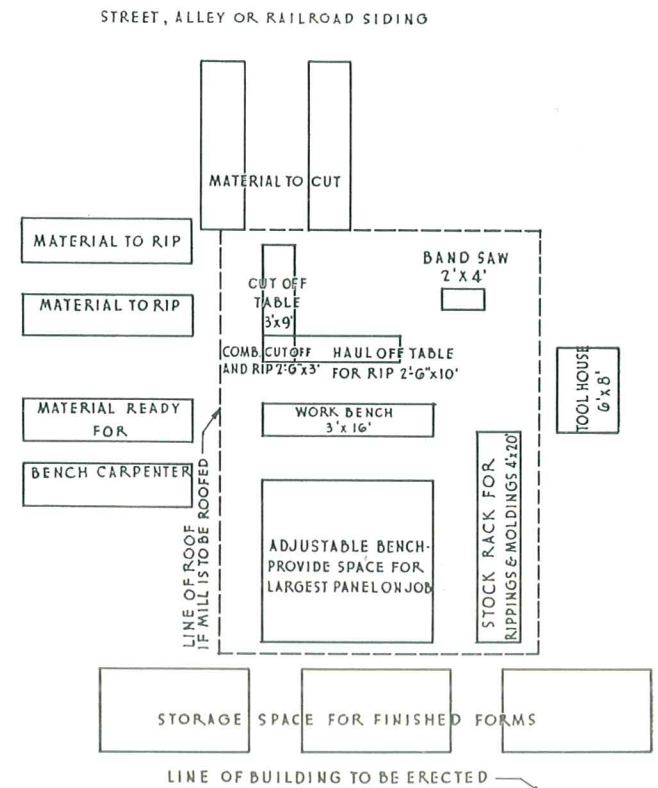 STREET, ALLEY OR RAILROAD SIDING
MATERIAL TO CUT
MATERIAL TO RIP
BAND SAW
2'X4'
CUT OFF
TABLE
3'x9'
MATERIAL TO RIP
COMB. CUTOFF
AND RIP 2'-6"x3'
HAUL OFF TABLE
FOR RIP 2'-6"x10'
TOOL HOUSE
6'x8'
MATERIAL READY
FOR
WORK BENCH
3'x16'
BENCH CARPENTER
LINE OF ROOF
IF MILL IS TO BE ROOFED
ADJUSTABLE BENCH-
PROVIDE SPACE FOR
LARGEST PANEL ON JOB
STOCK RACK FOR
RIPPINGS & MOLDINGS 4'x20'
STORAGE SPACE FOR FINISHED FORMS
LINE OF BUILDING TO BE ERECTED